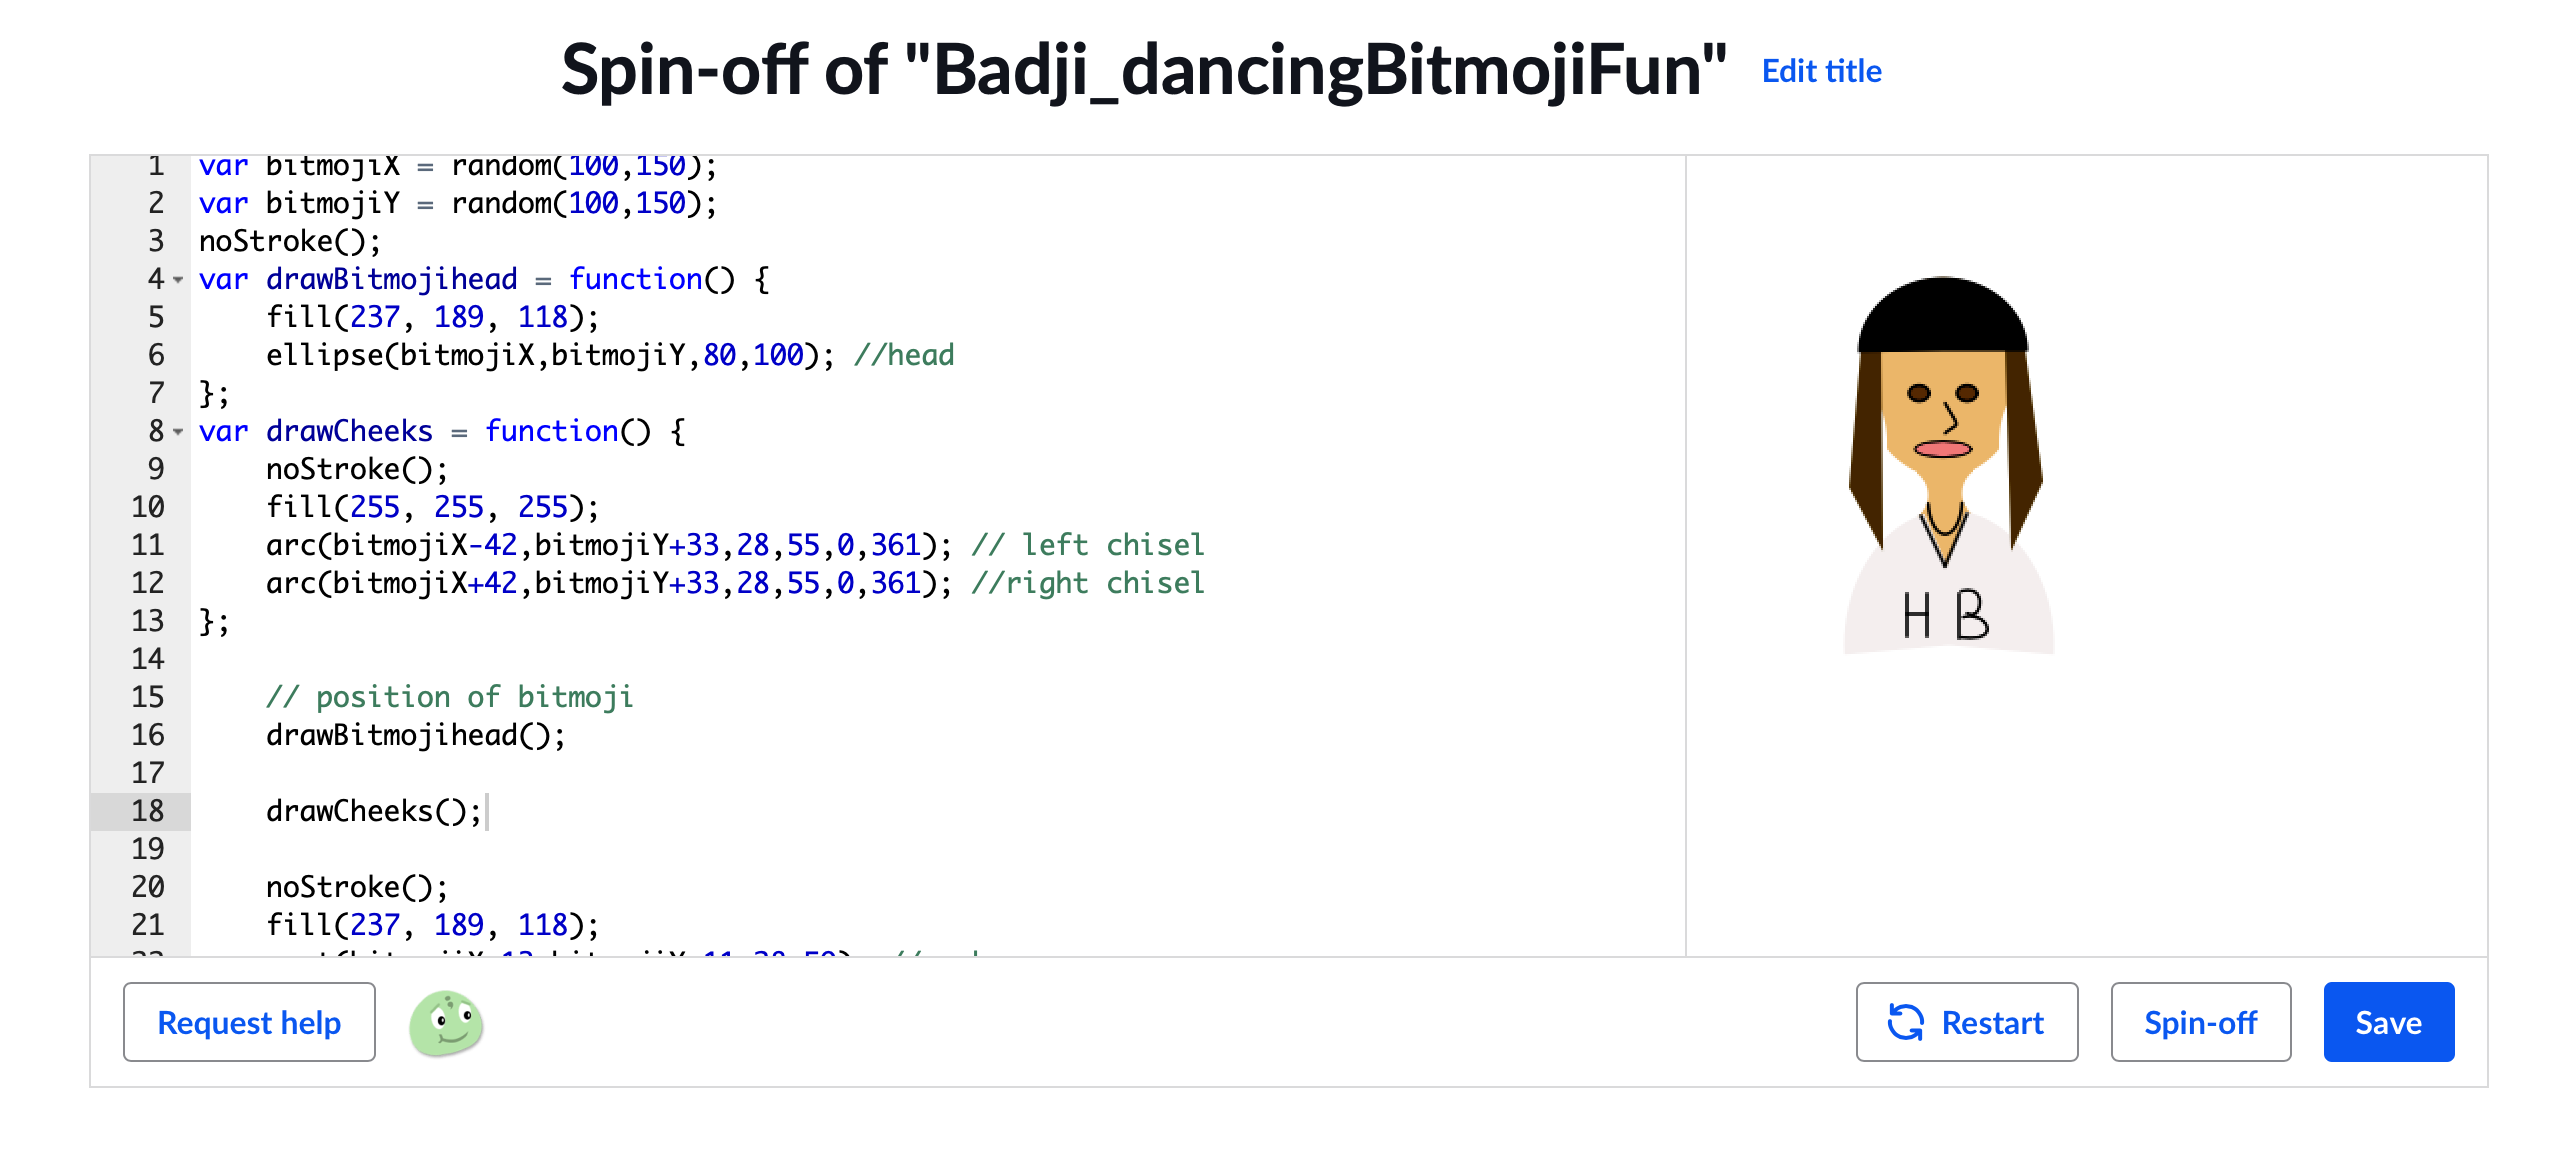 Spin-off of "Badji_dancingBitmojiFun" Edit title
1 var bitmojiX = random(100,150);
2 var bitmojiY = random(100,150);
3 noStroke();
4 var drawBitmojihead = function() {
5 fill(237, 189, 118);
6 ellipse(bitmojiX,bitmojiY,80,100); //head
7 };
8 var drawCheeks = function() {
9 noStroke();
10 fill(255, 255, 255);
11 arc(bitmojiX-42,bitmojiY+33,28,55,0,361); // left chisel
12 arc(bitmojiX+42,bitmojiY+33,28,55,0,361); //right chisel
13 };
14
15 // position of bitmoji
16 drawBitmojihead();
17
18 drawCheeks();
19
20 noStroke();
21 fill(237, 189, 118);
H B
Request help
Restart
Spin-off
Save